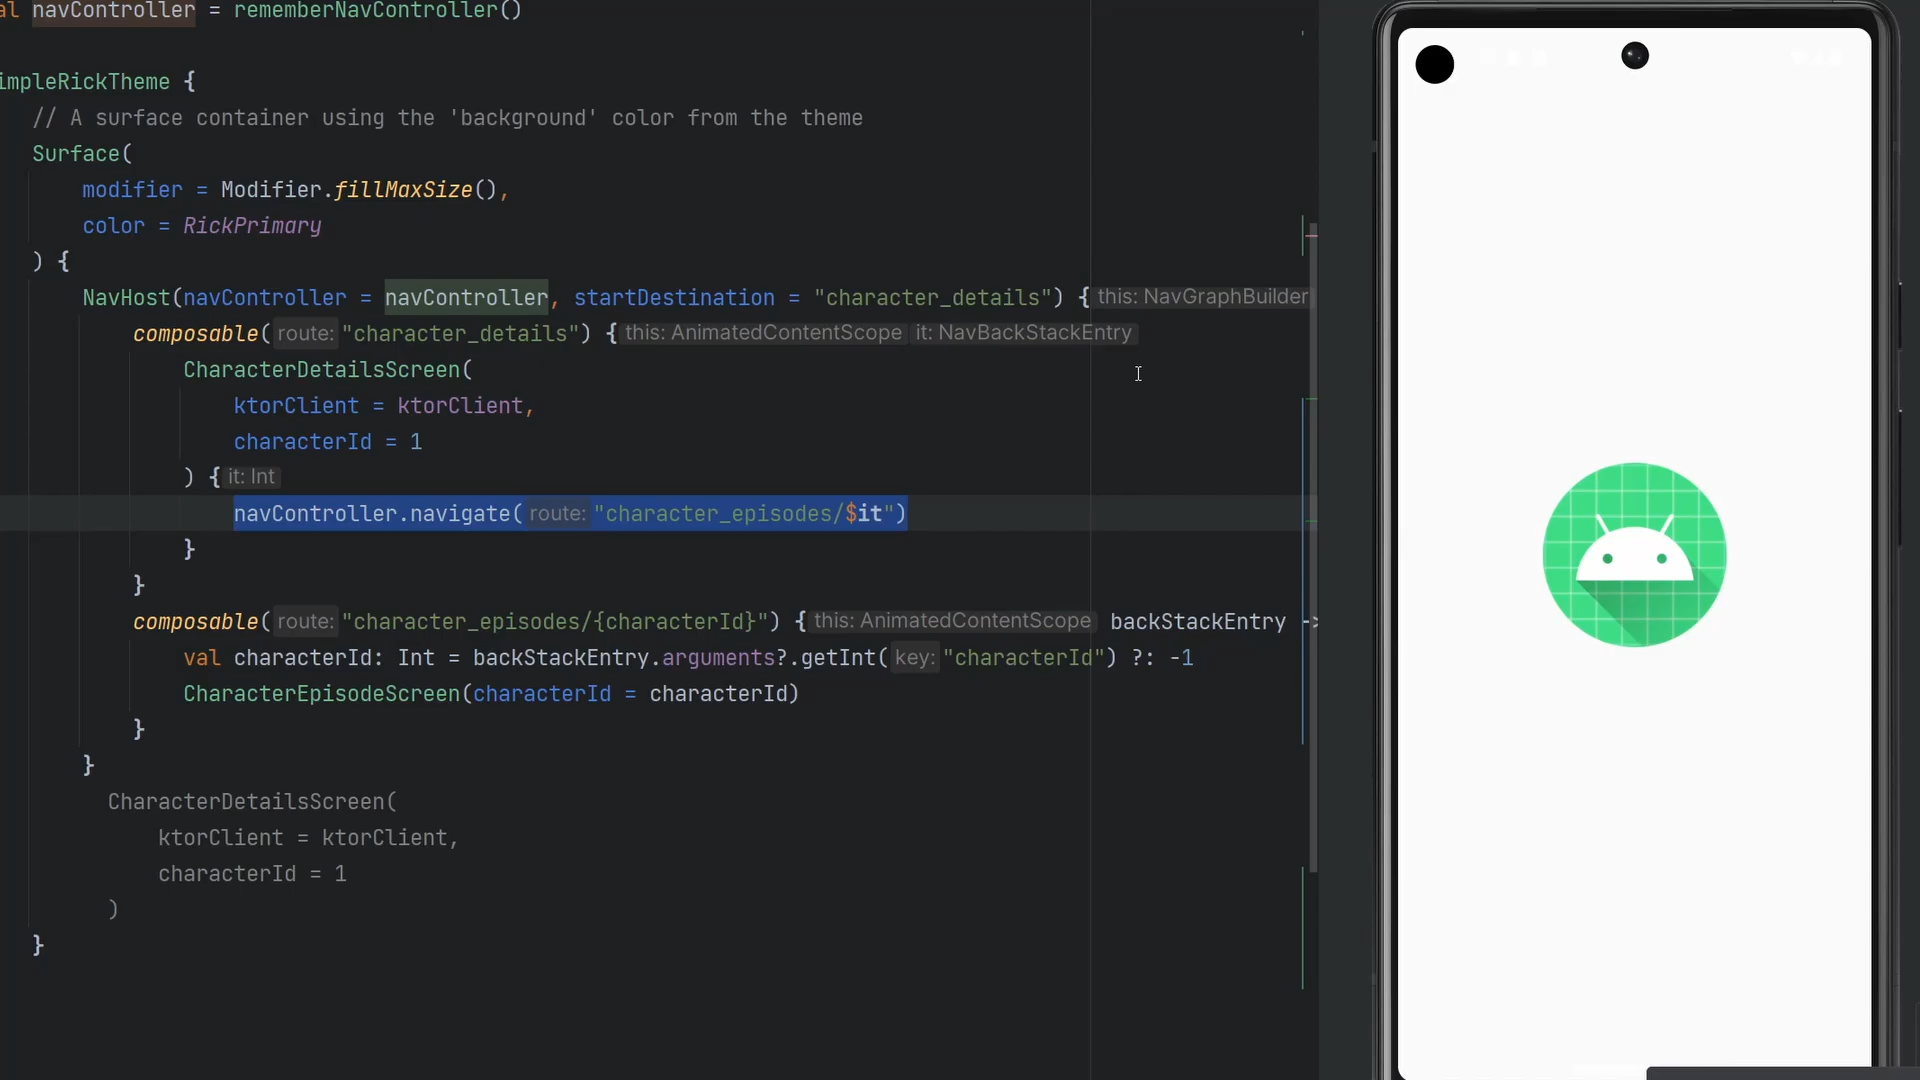 al navController = rememberNavController()
impleRickTheme {
// A surface container using the 'background' color from the theme
Surface(
modifier = Modifier.fillMaxSize(),
color = RickPrimary
) {
NavHost(navController = navController, startDestination = "character_details") { this: NavGraphBuilder
composable( route: "character_details") { this: AnimatedContentScope it: NavBackStackEntry
CharacterDetailsScreen(
ktorClient = ktorClient,
characterId = 1
) { it: Int
navController.navigate( route: "character_episodes/$it")
}
}
composable( route: "character_episodes/{characterId}") { this: AnimatedContentScope backStackEntry ->
val characterId: Int = backStackEntry.arguments?.getInt( key: "characterId") ?: -1
CharacterEpisodeScreen(characterId = characterId)
}
}
CharacterDetailsScreen(
ktorClient = ktorClient,
characterId = 1
)
}